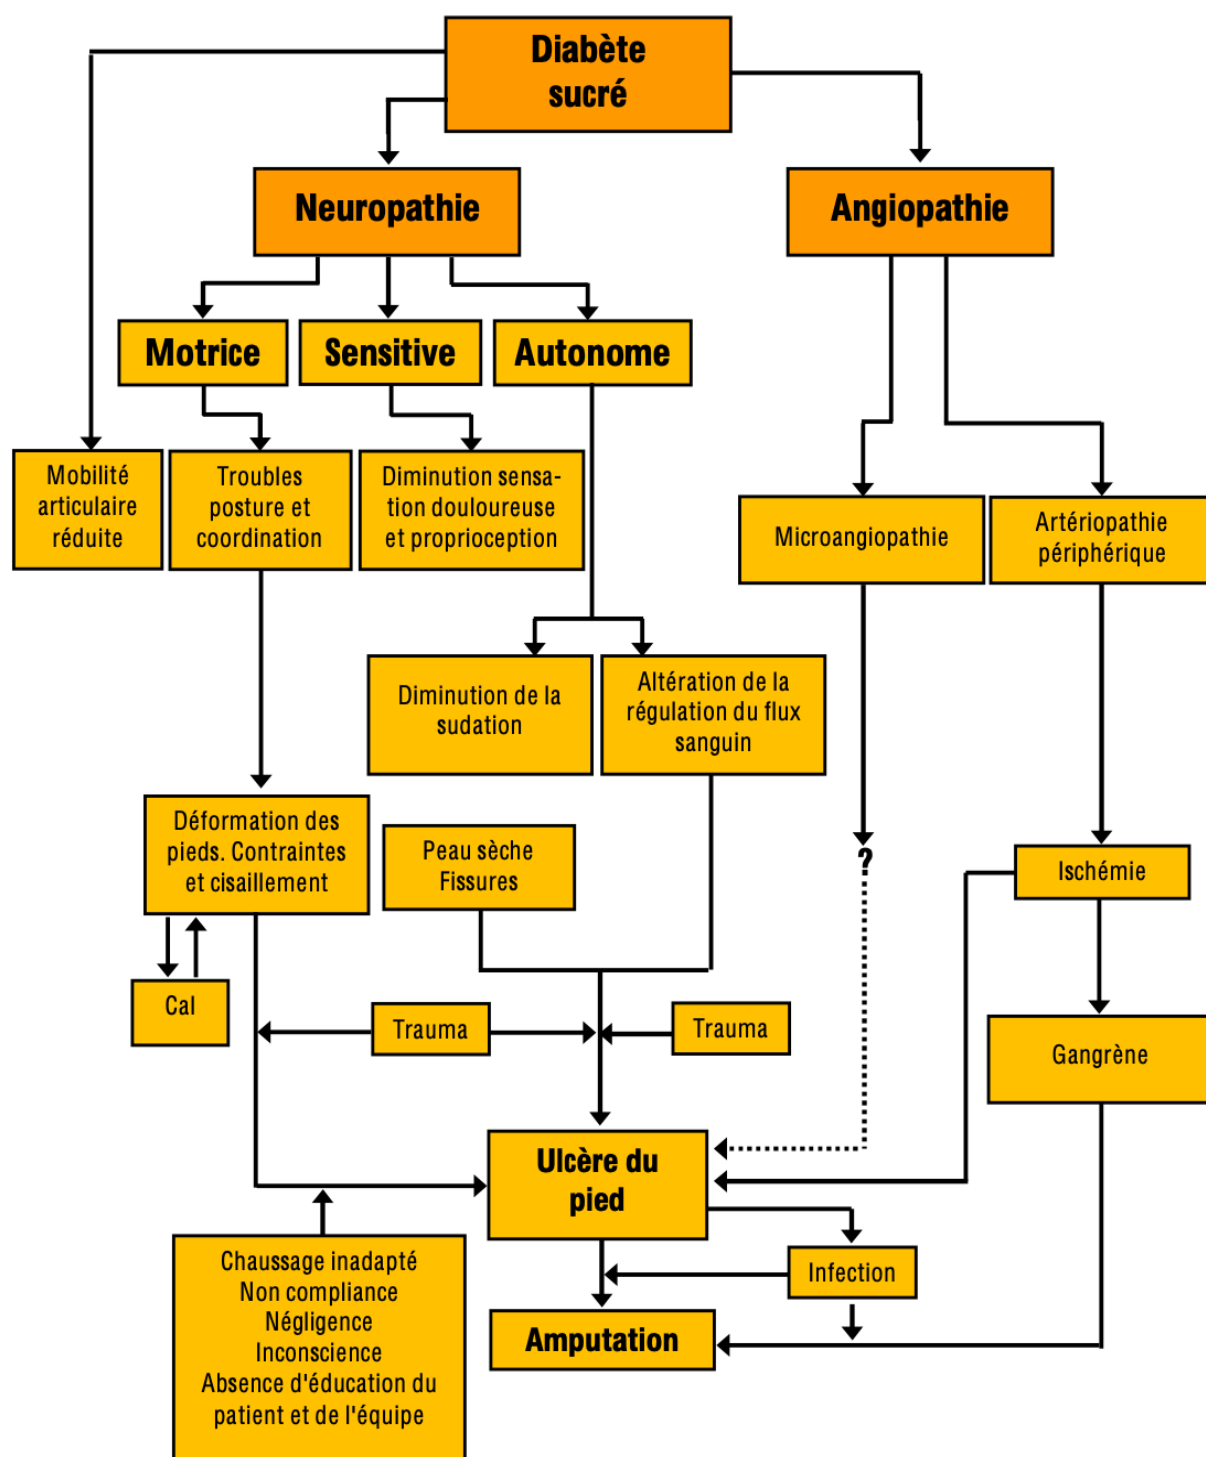 Diabète
sucré
Neuropathie
Angiopathie
Motrice
Sensitive
Autonome
Mobilité
articulaire
réduite
Troubles
posture et
coordination
Diminution sensa-
tion douloureuse
et proprioception
Microangiopathie
Artériopathie
périphérique
Diminution de la
sudation
Altération de la
régulation du flux
sanguin
Déformation des
pieds. Contraintes
et cisaillement
Peau sèche
Fissures
?
Ischémie
Cal
Trauma
Trauma
Gangrène
Ulcère du
pied
Chaussage inadapté
Non compliance
Négligence
Inconscience
Absence d'éducation du
patient et de l'équipe
Infection
Amputation